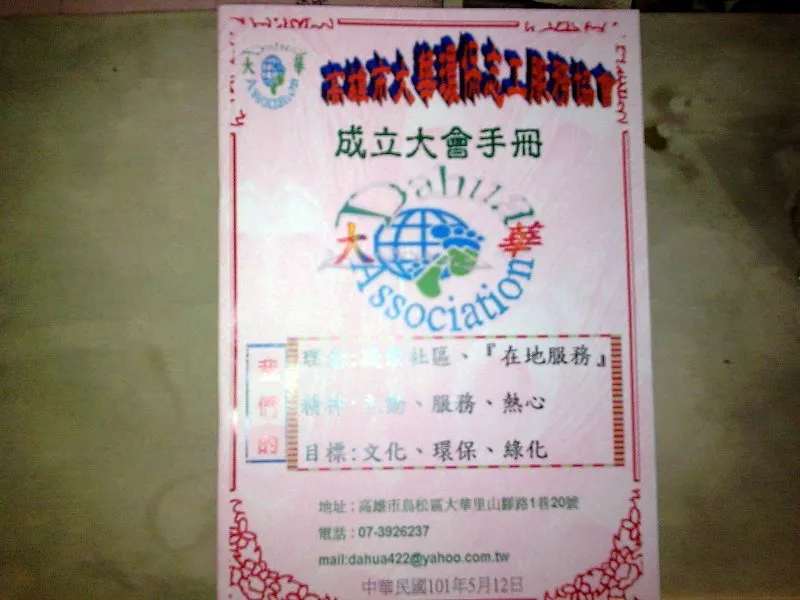 大華
Dahua
Association
高雄市大華環保志工服務協會
成立大會手冊
Dahua
大華
Association
我們的
理念:社區、『在地服務』
精神:主動、服務、熱心
目標:文化、環保、綠化
地址:高雄市鳥松區大華里山腳路1巷20號
電話:07-3926237
mail:dahua422@yahoo.com.tw
中華民國101年5月12日